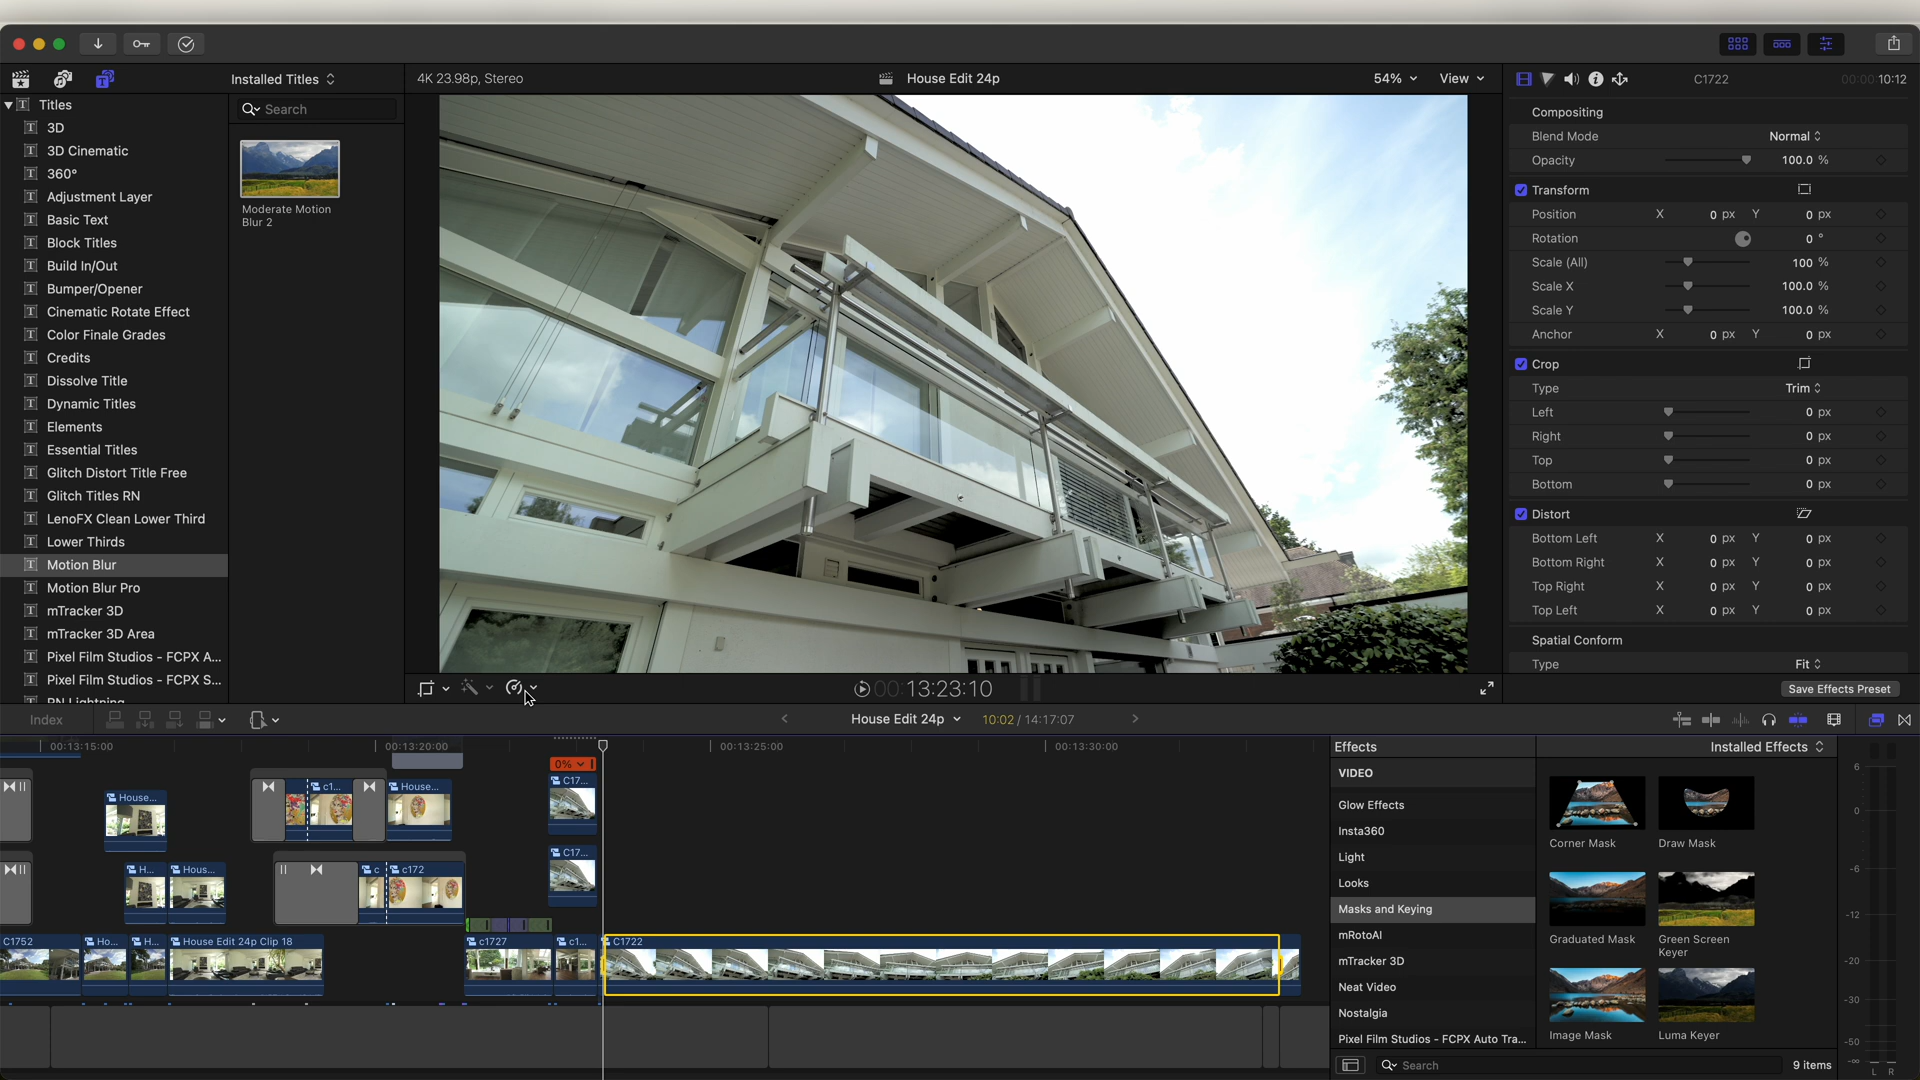 Installed Titles
4K 23.98p, Stereo
House Edit 24p
54%
View
C1722
00:00:10:12
Titles
3D
3D Cinematic
360°
Adjustment Layer
Basic Text
Block Titles
Build In/Out
Bumper/Opener
Cinematic Rotate Effect
Color Finale Grades
Credits
Dissolve Title
Dynamic Titles
Elements
Essential Titles
Glitch Distort Title Free
Glitch Titles RN
LenoFX Clean Lower Third
Lower Thirds
Motion Blur
Motion Blur Pro
mTracker 3D
mTracker 3D Area
Pixel Film Studios - FCPX A...
Pixel Film Studios - FCPX S...
RN Lightning
Search
Moderate Motion
Blur 2
Compositing
Blend Mode Normal
Opacity 100.0 %
Transform
Position X 0 px Y 0 px
Rotation 0 °
Scale (All) 100 %
Scale X 100.0 %
Scale Y 100.0 %
Anchor X 0 px Y 0 px
Crop
Type Trim
Left 0 px
Right 0 px
Top 0 px
Bottom 0 px
Distort
Bottom Left X 0 px Y 0 px
Bottom Right X 0 px Y 0 px
Top Right X 0 px Y 0 px
Top Left X 0 px Y 0 px
Spatial Conform
Type Fit
Save Effects Preset
00:13:23:10
Index
House Edit 24p
10:02 / 14:17:07
00:13:15:00
00:13:20:00
00:13:25:00
00:13:30:00
0%
C17...
House...
c1...
House...
C17...
H...
Hous...
c
c172
C1752
Ho...
H...
House Edit 24p Clip 18
c1727
c1...
C1722
Effects
Installed Effects
VIDEO
Glow Effects
Insta360
Light
Looks
Masks and Keying
mRotoAI
mTracker 3D
Neat Video
Nostalgia
Pixel Film Studios - FCPX Auto Tra...
Corner Mask
Draw Mask
Graduated Mask
Green Screen
Keyer
Image Mask
Luma Keyer
Search
9 items
6
0
-6
-12
-20
-30
-50
-∞
L R